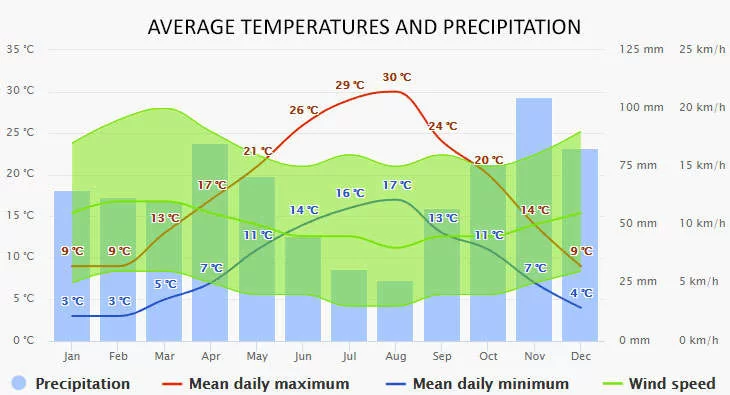 AVERAGE TEMPERATURES AND PRECIPITATION
35 °C 125 mm 25 km/h
30 °C 100 mm 20 km/h
25 °C
20 °C 75 mm 15 km/h
15 °C 50 mm 10 km/h
10 °C
5 °C 25 mm 5 km/h
0 °C 0 mm 0 km/h
9 °C 9 °C 13 °C 17 °C 21 °C 26 °C 29 °C 30 °C 24 °C 20 °C 14 °C 9 °C
3 °C 3 °C 5 °C 7 °C 11 °C 14 °C 16 °C 17 °C 13 °C 11 °C 7 °C 4 °C
Jan Feb Mar Apr May Jun Jul Aug Sep Oct Nov Dec
Precipitation Mean daily maximum Mean daily minimum Wind speed